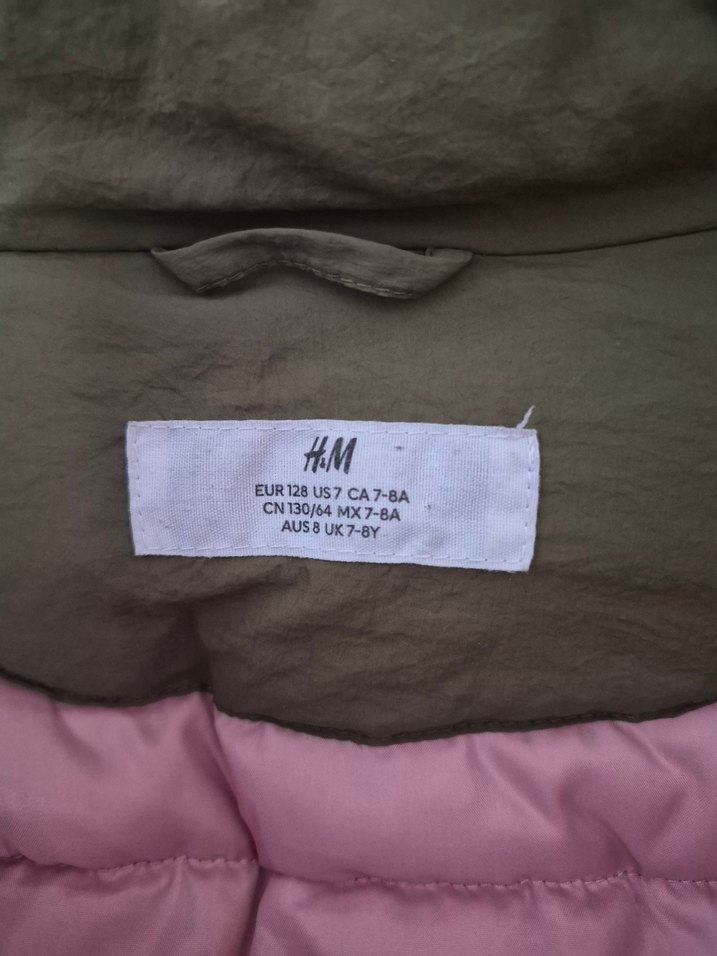 H&M
EUR 128 US 7 CA 7-8A
CN 130/64 MX 7-8A
AUS 8 UK 7-8Y